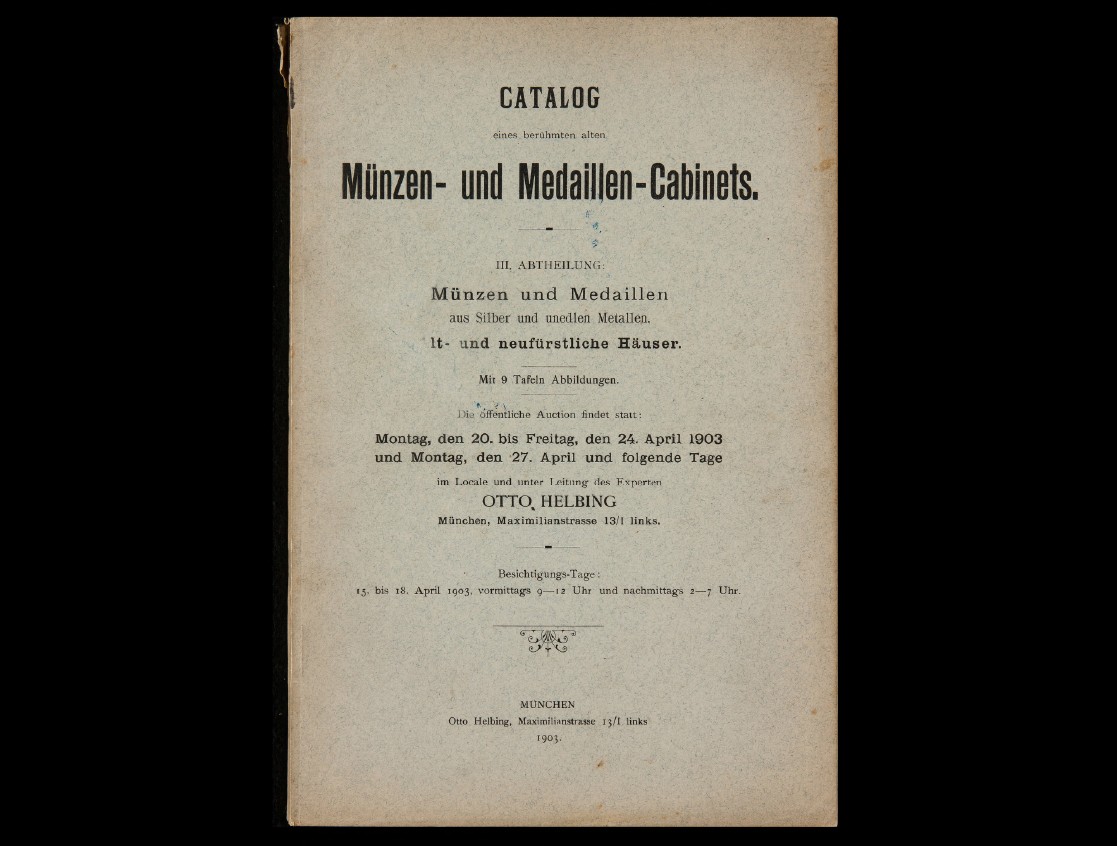 CATALOG
eines berühmten alten
Münzen- und Medaillen-Cabinets.
III. ABTHEILUNG:
Münzen und Medaillen
aus Silber und unedlen Metallen.
lt- und neufürstliche Häuser.
Mit 9 Tafeln Abbildungen.
Die öffentliche Auction findet statt:
Montag, den 20. bis Freitag, den 24. April 1903
und Montag, den 27. April und folgende Tage
im Locale und unter Leitung des Experten
OTTO HELBING
München, Maximilianstrasse 13/I links.
Besichtigungs-Tage:
15. bis 18. April 1903, vormittags 9—12 Uhr und nachmittags 2—7 Uhr.
MÜNCHEN
Otto Helbing, Maximilianstrasse 13/I links
1903.